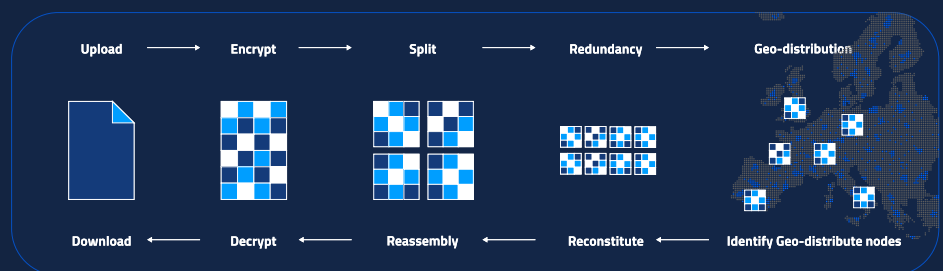 Upload
Encrypt
Split
Redundancy
Geo-distribution
Download
Decrypt
Reassembly
Reconstitute
Identify Geo-distribute nodes